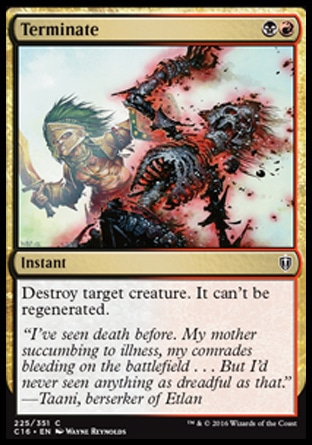 Terminate
Instant
Destroy target creature. It can't be
regenerated.
"I've seen death before. My mother
succumbing to illness, my comrades
bleeding on the battlefield . . . But I'd
never seen anything as dreadful as that."
—Taani, berserker of Etlan
225/351 C
C16 • EN Wayne Reynolds
™ & © 2016 Wizards of the Coast